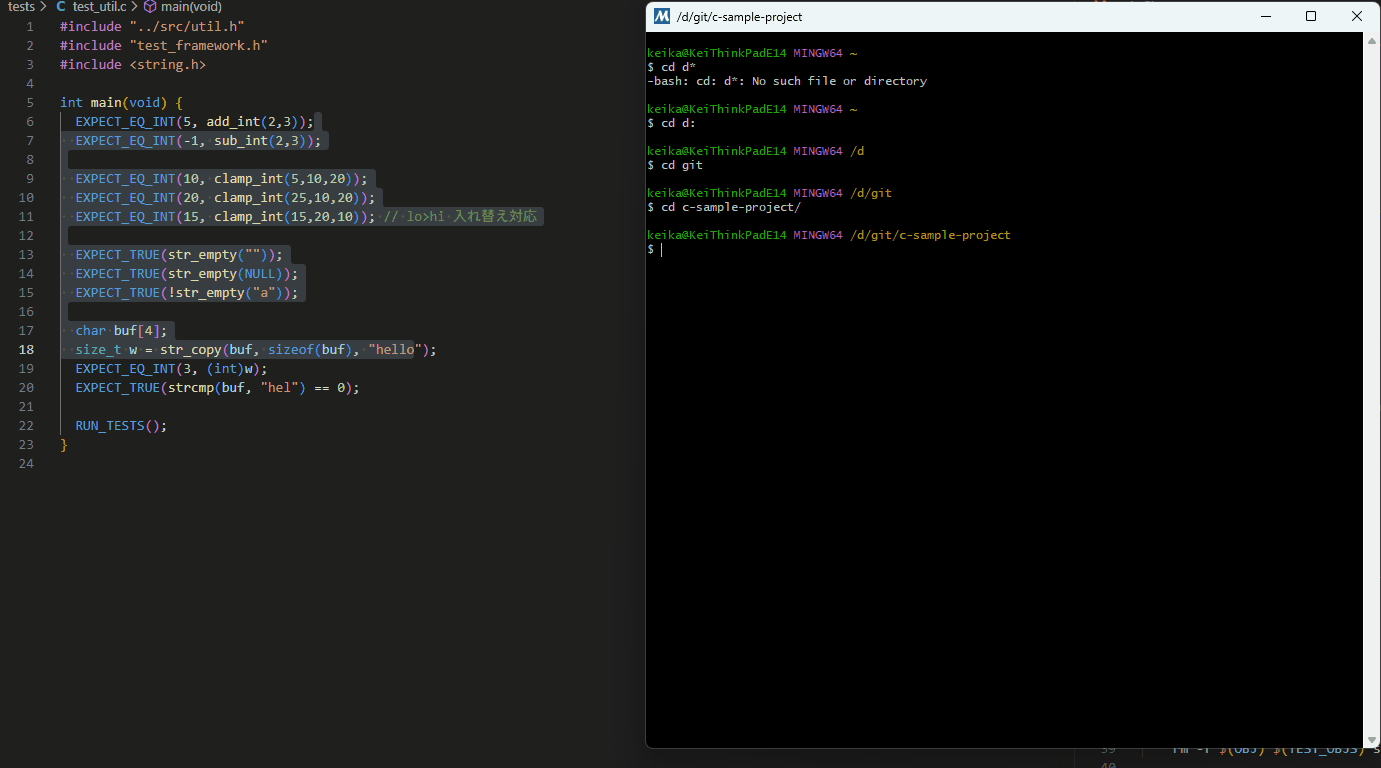 tests > C test_util.c > main(void)
1 #include "../src/util.h"
2 #include "test_framework.h"
3 #include <string.h>
4
5 int main(void) {
6 EXPECT_EQ_INT(5, add_int(2,3));
7 EXPECT_EQ_INT(-1, sub_int(2,3));
8
9 EXPECT_EQ_INT(10, clamp_int(5,10,20));
10 EXPECT_EQ_INT(20, clamp_int(25,10,20));
11 EXPECT_EQ_INT(15, clamp_int(15,20,10)); // lo>hi 入れ替え対応
12
13 EXPECT_TRUE(str_empty(""));
14 EXPECT_TRUE(str_empty(NULL));
15 EXPECT_TRUE(!str_empty("a"));
16
17 char buf[4];
18 size_t w = str_copy(buf, sizeof(buf), "hello");
19 EXPECT_EQ_INT(3, (int)w);
20 EXPECT_TRUE(strcmp(buf, "hel") == 0);
21
22 RUN_TESTS();
23 }
24
M /d/git/c-sample-project
keika@KeiThinkPadE14 MINGW64 ~
$ cd d*
-bash: cd: d*: No such file or directory
keika@KeiThinkPadE14 MINGW64 ~
$ cd d:
keika@KeiThinkPadE14 MINGW64 /d
$ cd git
keika@KeiThinkPadE14 MINGW64 /d/git
$ cd c-sample-project/
keika@KeiThinkPadE14 MINGW64 /d/git/c-sample-project
$
39 rm -f $(OBJ) $(TEST_OBJS)
40